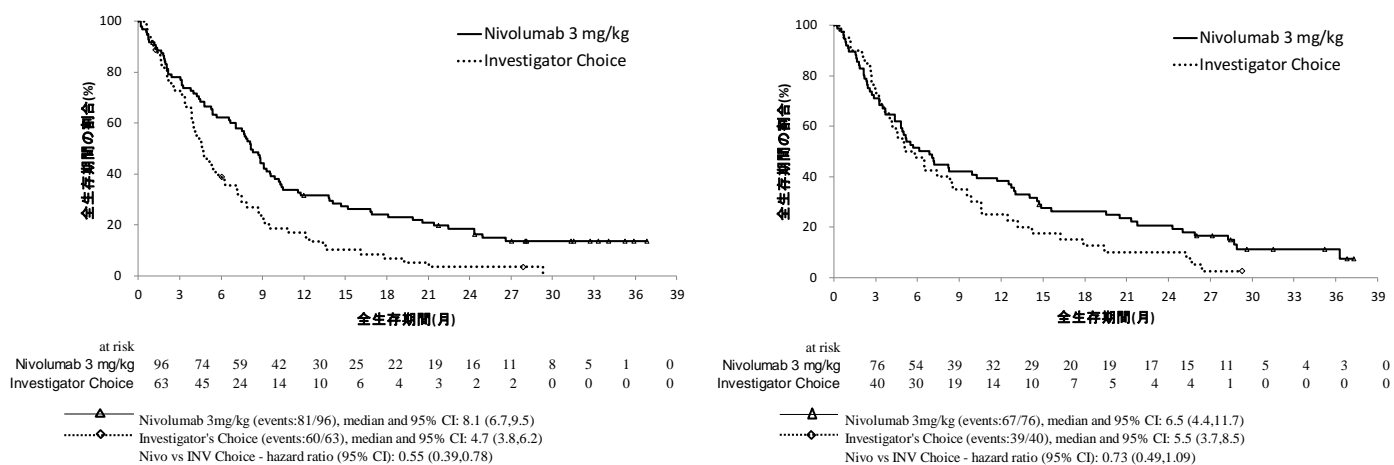 Nivolumab 3 mg/kg
Investigator Choice
全生存期間の割合(%)
100
80
60
40
20
0
0 3 6 9 12 15 18 21 24 27 30 33 36 39
全生存期間(月)
at risk
Nivolumab 3 mg/kg 96 74 59 42 30 25 22 19 16 11 8 5 1 0
Investigator Choice 63 45 24 14 10 6 4 3 2 2 0 0 0 0
Nivolumab 3mg/kg (events:81/96), median and 95% CI: 8.1 (6.7,9.5)
Investigator's Choice (events:60/63), median and 95% CI: 4.7 (3.8,6.2)
Nivo vs INV Choice - hazard ratio (95% CI): 0.55 (0.39,0.78)
Nivolumab 3 mg/kg
Investigator Choice
全生存期間の割合(%)
100
80
60
40
20
0
0 3 6 9 12 15 18 21 24 27 30 33 36 39
全生存期間(月)
at risk
Nivolumab 3 mg/kg 76 54 39 32 29 20 19 17 15 11 5 4 3 0
Investigator Choice 40 30 19 14 10 7 5 4 4 1 0 0 0 0
Nivolumab 3mg/kg (events:67/76), median and 95% CI: 6.5 (4.4,11.7)
Investigator's Choice (events:39/40), median and 95% CI: 5.5 (3.7,8.5)
Nivo vs INV Choice - hazard ratio (95% CI): 0.73 (0.49,1.09)